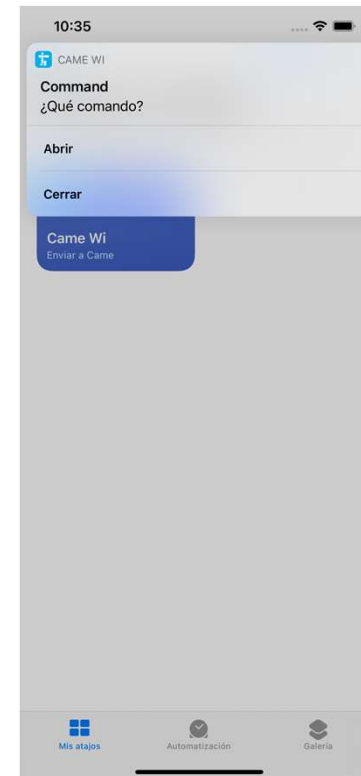 10:35
CAME WI
Command
¿Qué comando?
Abrir
Cerrar
Came Wi
Enviar a Came
Mis atajos
Automatización
Galería